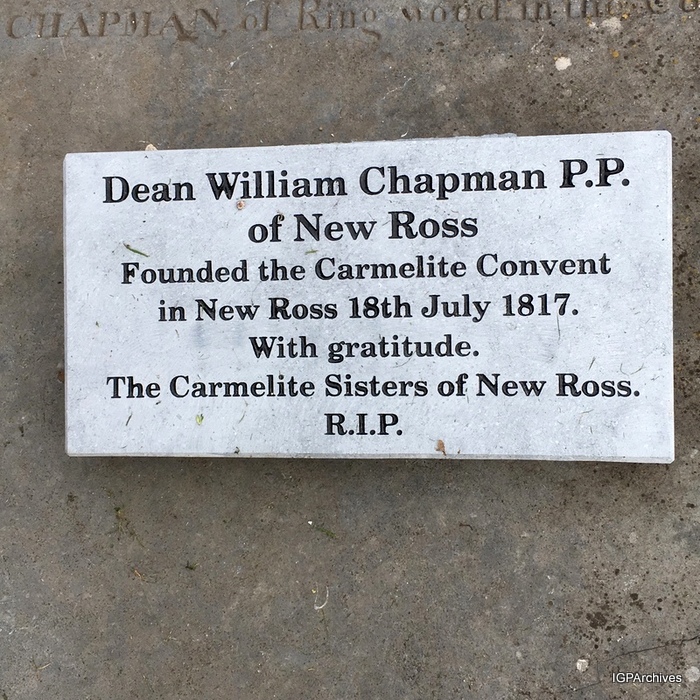 CHAPMAN of Ring wood in the Co
Dean William Chapman P.P.
of New Ross
Founded the Carmelite Convent
in New Ross 18th July 1817.
With gratitude.
The Carmelite Sisters of New Ross.
R.I.P.
IGPArchives